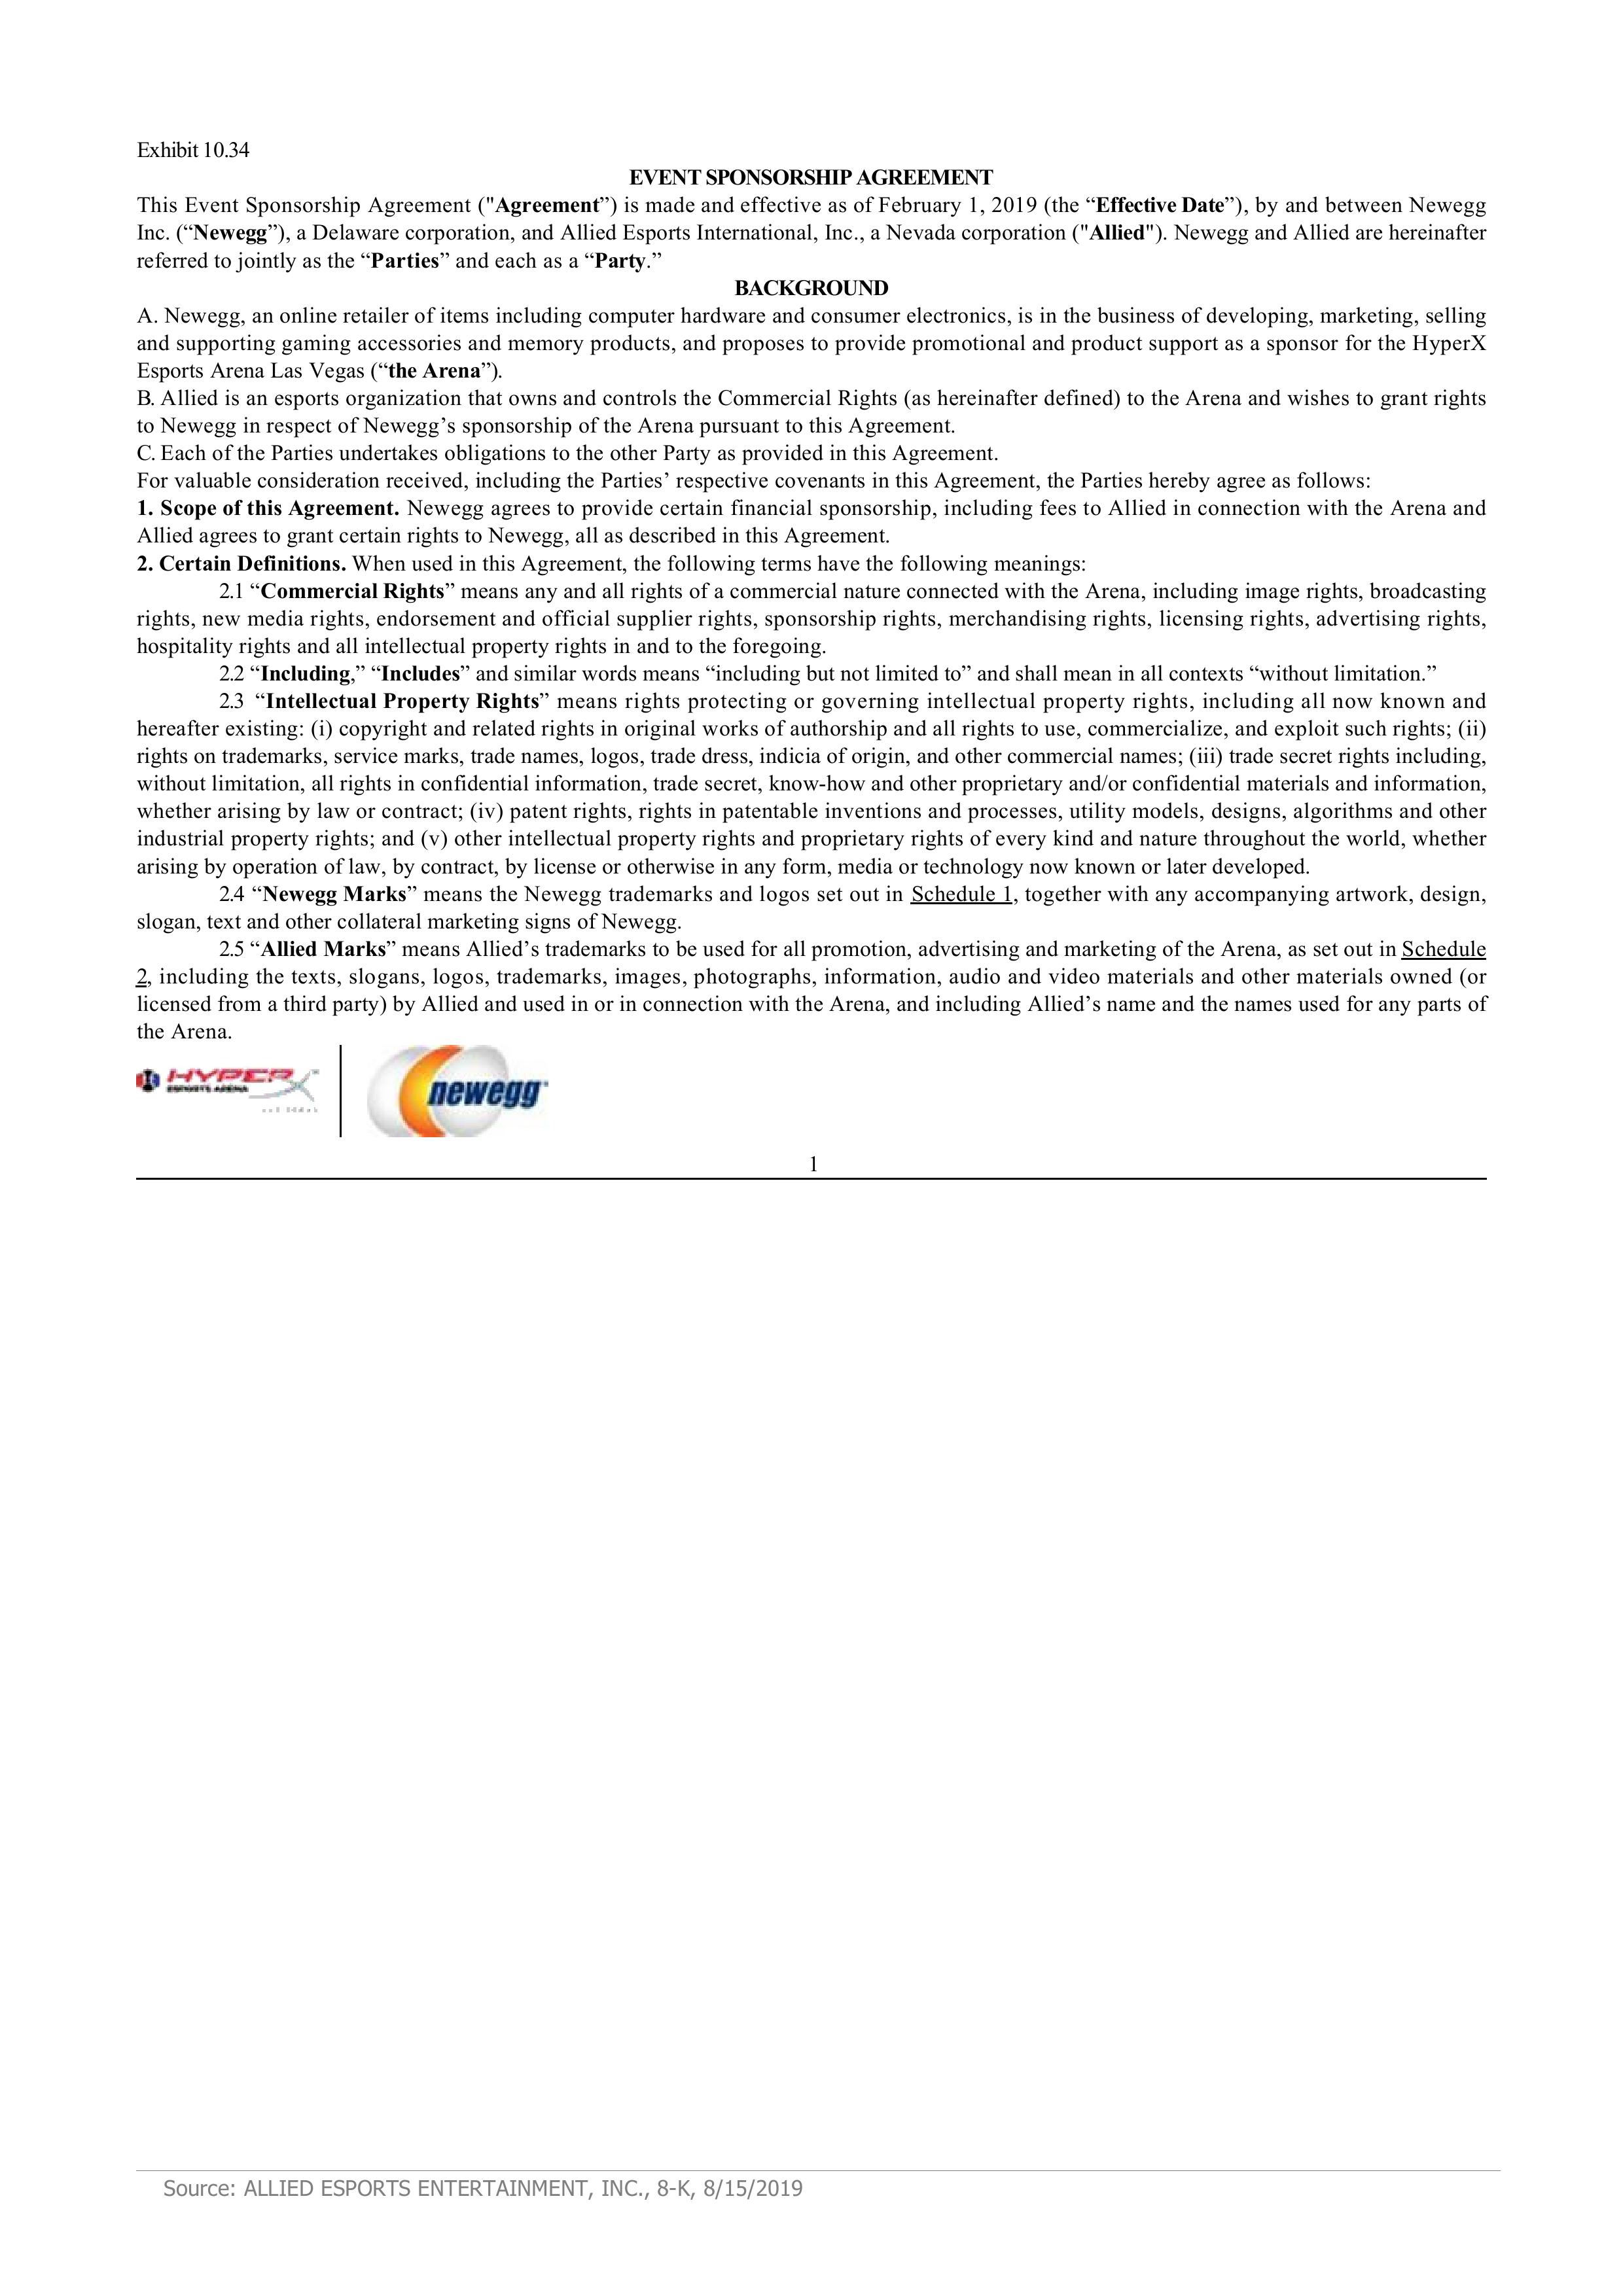 Exhibit 10.34
EVENT SPONSORSHIP AGREEMENT
This Event Sponsorship Agreement ("Agreement”) is made and effective as of February 1, 2019 (the “Effective Date”), by and between Newegg
Inc. (“Newegg”), a Delaware corporation, and Allied Esports International, Inc., a Nevada corporation ("Allied"). Newegg and Allied are hereinafter
referred to jointly as the “Parties” and each as a “Party.”
BACKGROUND
A. Newegg, an online retailer of items including computer hardware and consumer electronics, is in the business of developing, marketing, selling
and supporting gaming accessories and memory products, and proposes to provide promotional and product support as a sponsor for the HyperX
Esports Arena Las Vegas (“the Arena”).
B. Allied is an esports organization that owns and controls the Commercial Rights (as hereinafter defined) to the Arena and wishes to grant rights
to Newegg in respect of Newegg’s sponsorship of the Arena pursuant to this Agreement.
C. Each of the Parties undertakes obligations to the other Party as provided in this Agreement.
For valuable consideration received, including the Parties’ respective covenants in this Agreement, the Parties hereby agree as follows:
1. Scope of this Agreement. Newegg agrees to provide certain financial sponsorship, including fees to Allied in connection with the Arena and
Allied agrees to grant certain rights to Newegg, all as described in this Agreement.
2. Certain Definitions. When used in this Agreement, the following terms have the following meanings:
2.1 “Commercial Rights” means any and all rights of a commercial nature connected with the Arena, including image rights, broadcasting
rights, new media rights, endorsement and official supplier rights, sponsorship rights, merchandising rights, licensing rights, advertising rights,
hospitality rights and all intellectual property rights in and to the foregoing.
2.2 “Including,” “Includes” and similar words means “including but not limited to” and shall mean in all contexts “without limitation.”
2.3 “Intellectual Property Rights” means rights protecting or governing intellectual property rights, including all now known and
hereafter existing: (i) copyright and related rights in original works of authorship and all rights to use, commercialize, and exploit such rights; (ii)
rights on trademarks, service marks, trade names, logos, trade dress, indicia of origin, and other commercial names; (iii) trade secret rights including,
without limitation, all rights in confidential information, trade secret, know-how and other proprietary and/or confidential materials and information,
whether arising by law or contract; (iv) patent rights, rights in patentable inventions and processes, utility models, designs, algorithms and other
industrial property rights; and (v) other intellectual property rights and proprietary rights of every kind and nature throughout the world, whether
arising by operation of law, by contract, by license or otherwise in any form, media or technology now known or later developed.
2.4 “Newegg Marks” means the Newegg trademarks and logos set out in Schedule 1, together with any accompanying artwork, design,
slogan, text and other collateral marketing signs of Newegg.
2.5 “Allied Marks” means Allied’s trademarks to be used for all promotion, advertising and marketing of the Arena, as set out in Schedule
2, including the texts, slogans, logos, trademarks, images, photographs, information, audio and video materials and other materials owned (or
licensed from a third party) by Allied and used in or in connection with the Arena, and including Allied’s name and the names used for any parts of
the Arena.
HYPERX
ESPORTS ARENA
newegg
1
Source: ALLIED ESPORTS ENTERTAINMENT, INC., 8-K, 8/15/2019